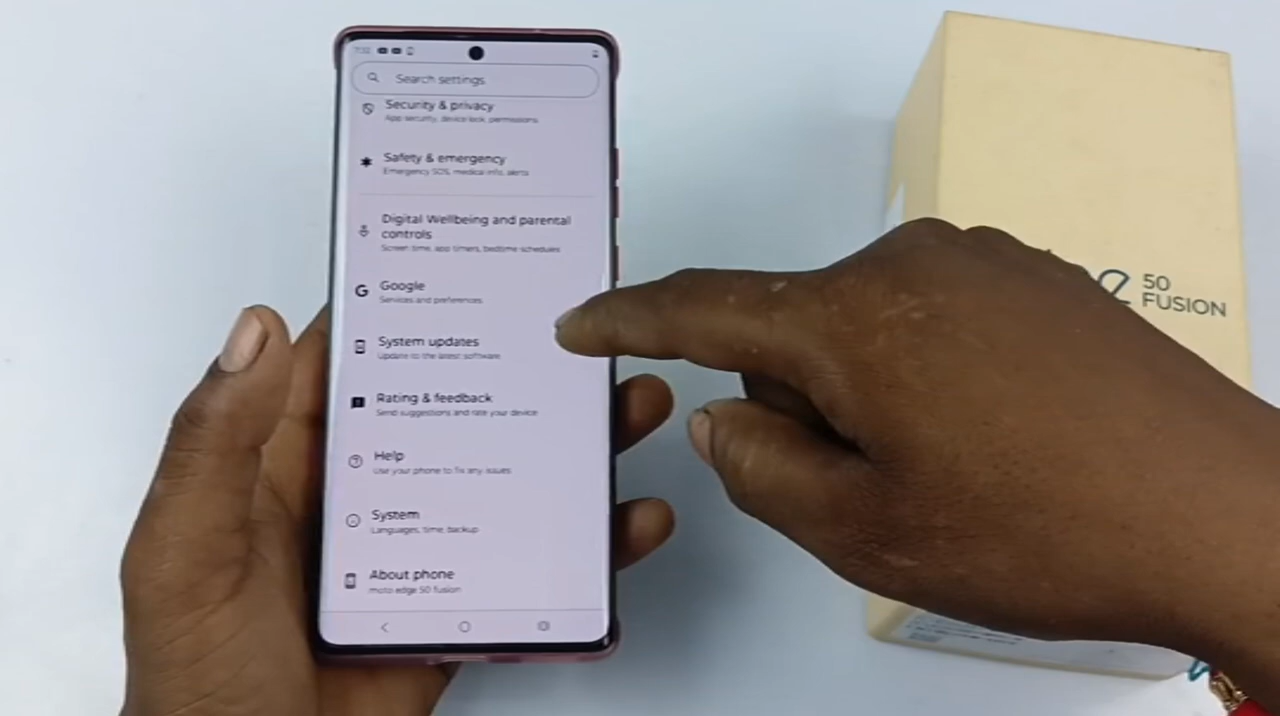 7:32
Search settings
Security & privacy
App security, device lock, permissions
Safety & emergency
Emergency SOS, medical info, alerts
Digital Wellbeing and parental
controls
Screen time, app timers, bedtime schedules
Google
Services and preferences
System updates
Update to the latest software
Rating & feedback
Send suggestions and rate your device
Help
Use your phone to fix any issues
System
Languages, time, backup
About phone
moto edge 50 fusion
50
FUSION